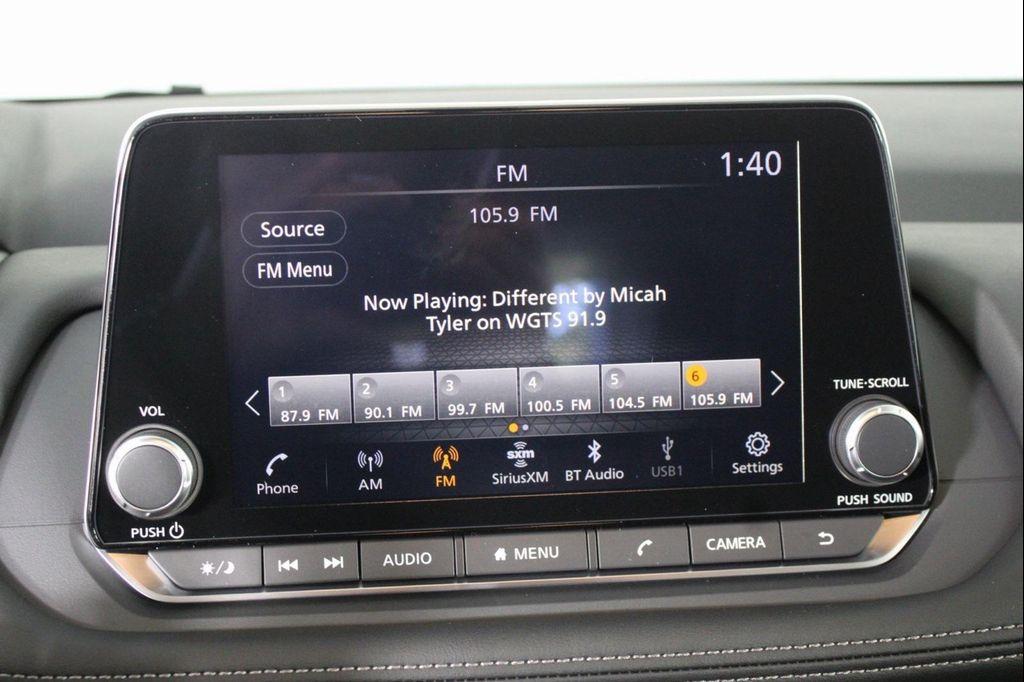 FM
1:40
105.9 FM
Source
FM Menu
Now Playing: Different by Micah
Tyler on WGTS 91.9
1 2 3 4 5 6
87.9 FM 90.1 FM 99.7 FM 100.5 FM 104.5 FM 105.9 FM
sxm
Phone AM FM SiriusXM BT Audio USB1 Settings
VOL
PUSH
TUNE·SCROLL
PUSH SOUND
AUDIO MENU CAMERA